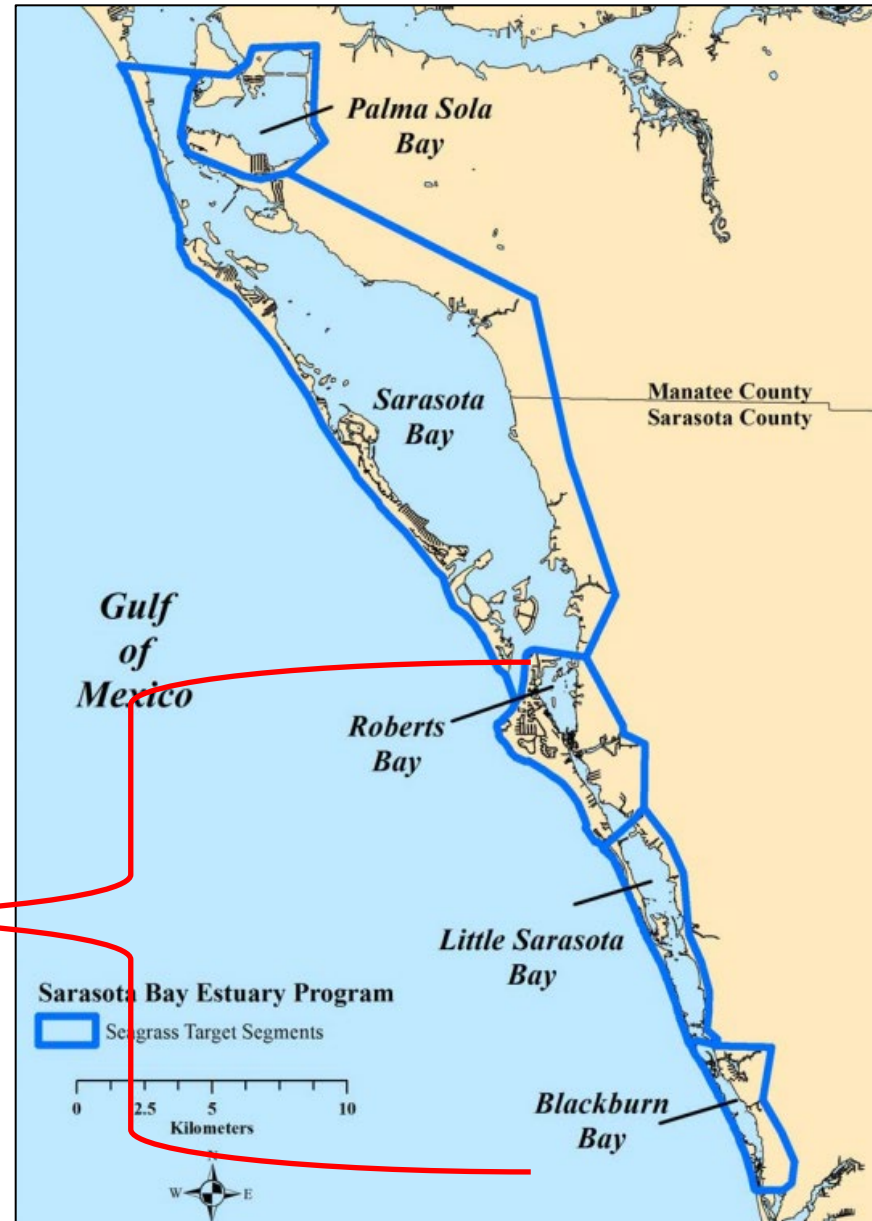 Palma Sola
Bay
Sarasota
Bay
Manatee County
Sarasota County
Gulf
of
Mexico
Roberts
Bay
Little Sarasota
Bay
Sarasota Bay Estuary Program
Seagrass Target Segments
0 2.5 5 10
Kilometers
Blackburn
Bay
N
W E
S